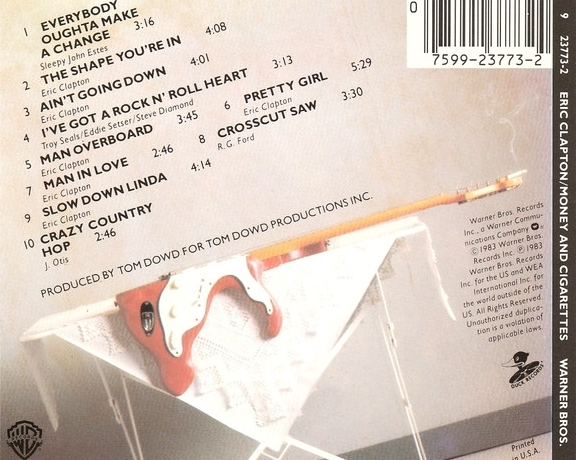 1 EVERYBODY
OUGHTA MAKE
A CHANGE 3:16
Sleepy John Estes
2 THE SHAPE YOU'RE IN 4:08
Eric Clapton
3 AIN'T GOING DOWN 4:01
Eric Clapton
4 I'VE GOT A ROCK N' ROLL HEART 3:13
Troy Seals/Eddie Setser/Steve Diamond
5 MAN OVERBOARD 3:45
Eric Clapton
6 PRETTY GIRL 5:29
Eric Clapton
7 MAN IN LOVE 2:46
Eric Clapton
8 CROSSCUT SAW 3:30
R.G. Ford
9 SLOW DOWN LINDA 4:14
Eric Clapton
10 CRAZY COUNTRY
HOP 2:46
J. Otis
PRODUCED BY TOM DOWD FOR TOM DOWD PRODUCTIONS INC.
0
7599-23773-2
Warner Bros. Records
Inc., a Warner Commu-
nications Company
© 1983 Warner Bros.
Records Inc. ℗ 1983
Warner Bros. Records
Inc. for the US and WEA
International Inc. for
the world outside of the
US. All Rights Reserved.
Unauthorized duplica-
tion is a violation of
applicable laws.
DUCK RECORDS
Printed
in U.S.A.
9 23773-2 ERIC CLAPTON/MONEY AND CIGARETTES WARNER BROS.